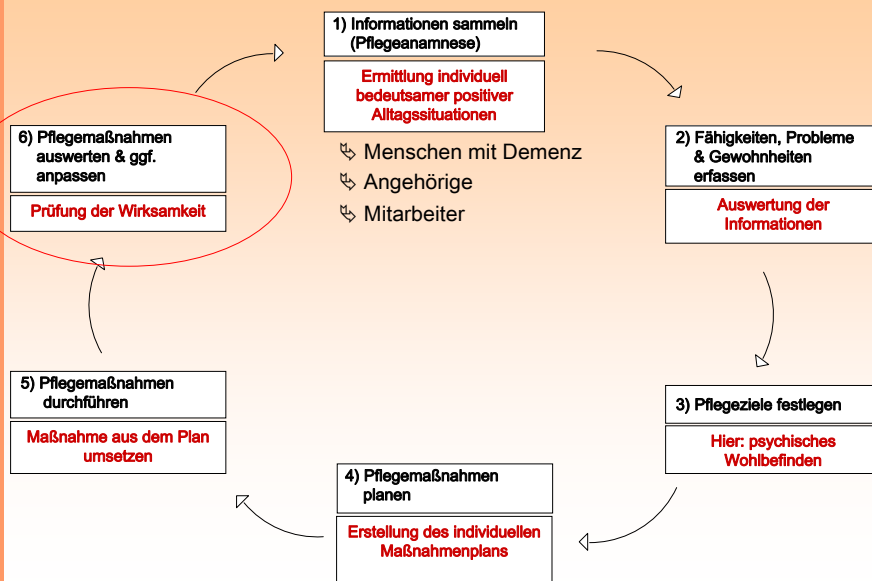 1) Informationen sammeln
(Pflegeanamnese)
Ermittlung individuell
bedeutsamer positiver
Alltagssituationen
Menschen mit Demenz
Angehörige
Mitarbeiter
2) Fähigkeiten, Probleme
& Gewohnheiten
erfassen
Auswertung der
Informationen
3) Pflegeziele festlegen
Hier: psychisches
Wohlbefinden
4) Pflegemaßnahmen
planen
Erstellung des individuellen
Maßnahmenplans
5) Pflegemaßnahmen
durchführen
Maßnahme aus dem Plan
umsetzen
6) Pflegemaßnahmen
auswerten & ggf.
anpassen
Prüfung der Wirksamkeit